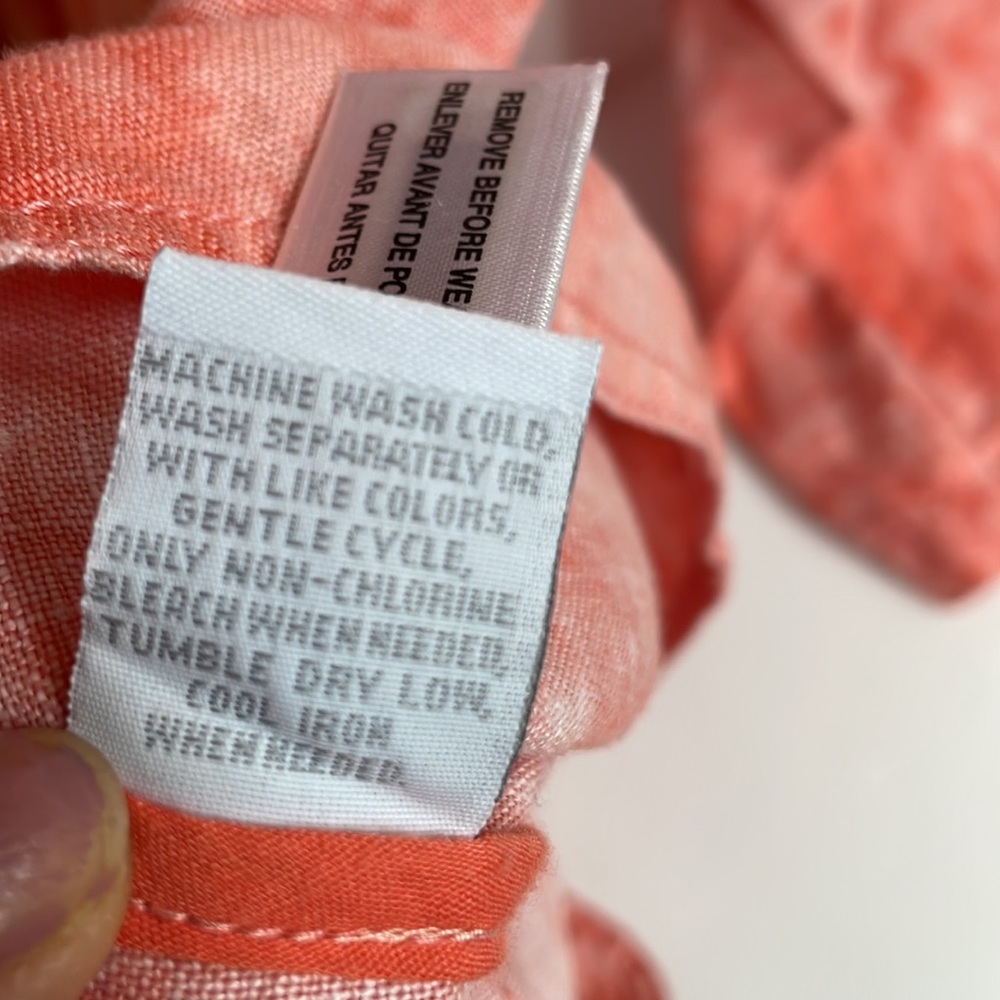 REMOVE BEFORE WE
ENLEVER AVANT DE PO
QUITAR ANTES
MACHINE WASH COLD,
WASH SEPARATELY OR
WITH LIKE COLORS,
GENTLE CYCLE,
ONLY NON-CHLORINE
BLEACH WHEN NEEDED,
TUMBLE DRY LOW,
COOL IRON
WHEN NEEDED.